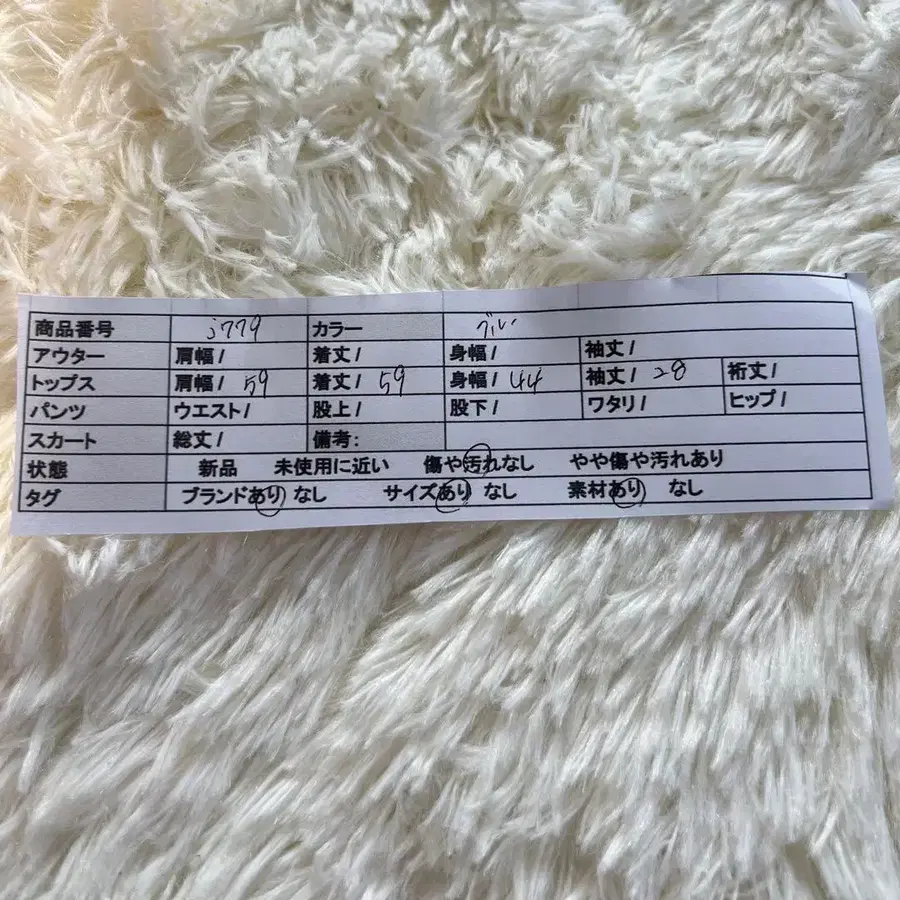 商品番号 j779 カラー ブルー
アウター 肩幅/ 着丈/ 身幅/ 袖丈/
トップス 肩幅/59 着丈/59 身幅/44 袖丈/28 裄丈/
パンツ ウエスト/ 股上/ 股下/ ワタリ/ ヒップ/
スカート 総丈/ 備考:
状態 新品 未使用に近い 傷や汚れなし やや傷や汚れあり
タグ ブランドあり なし サイズあり なし 素材あり なし